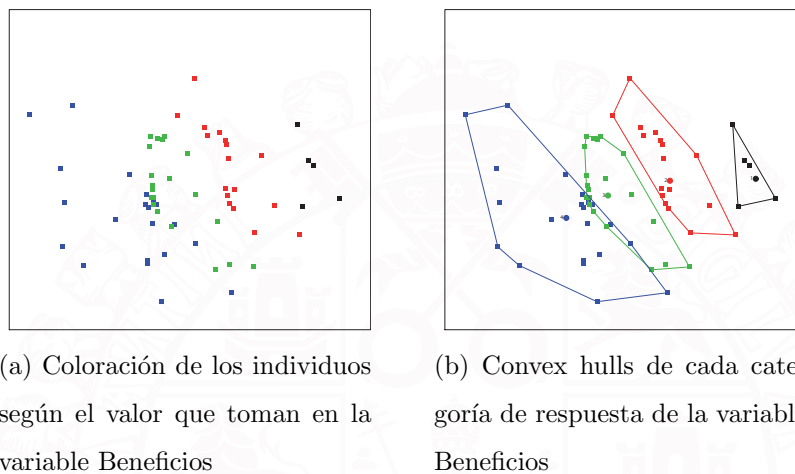 (a) Coloración de los individuos
según el valor que toman en la
variable Beneficios
(b) Convex hulls de cada cate
goría de respuesta de la variabl
Beneficios